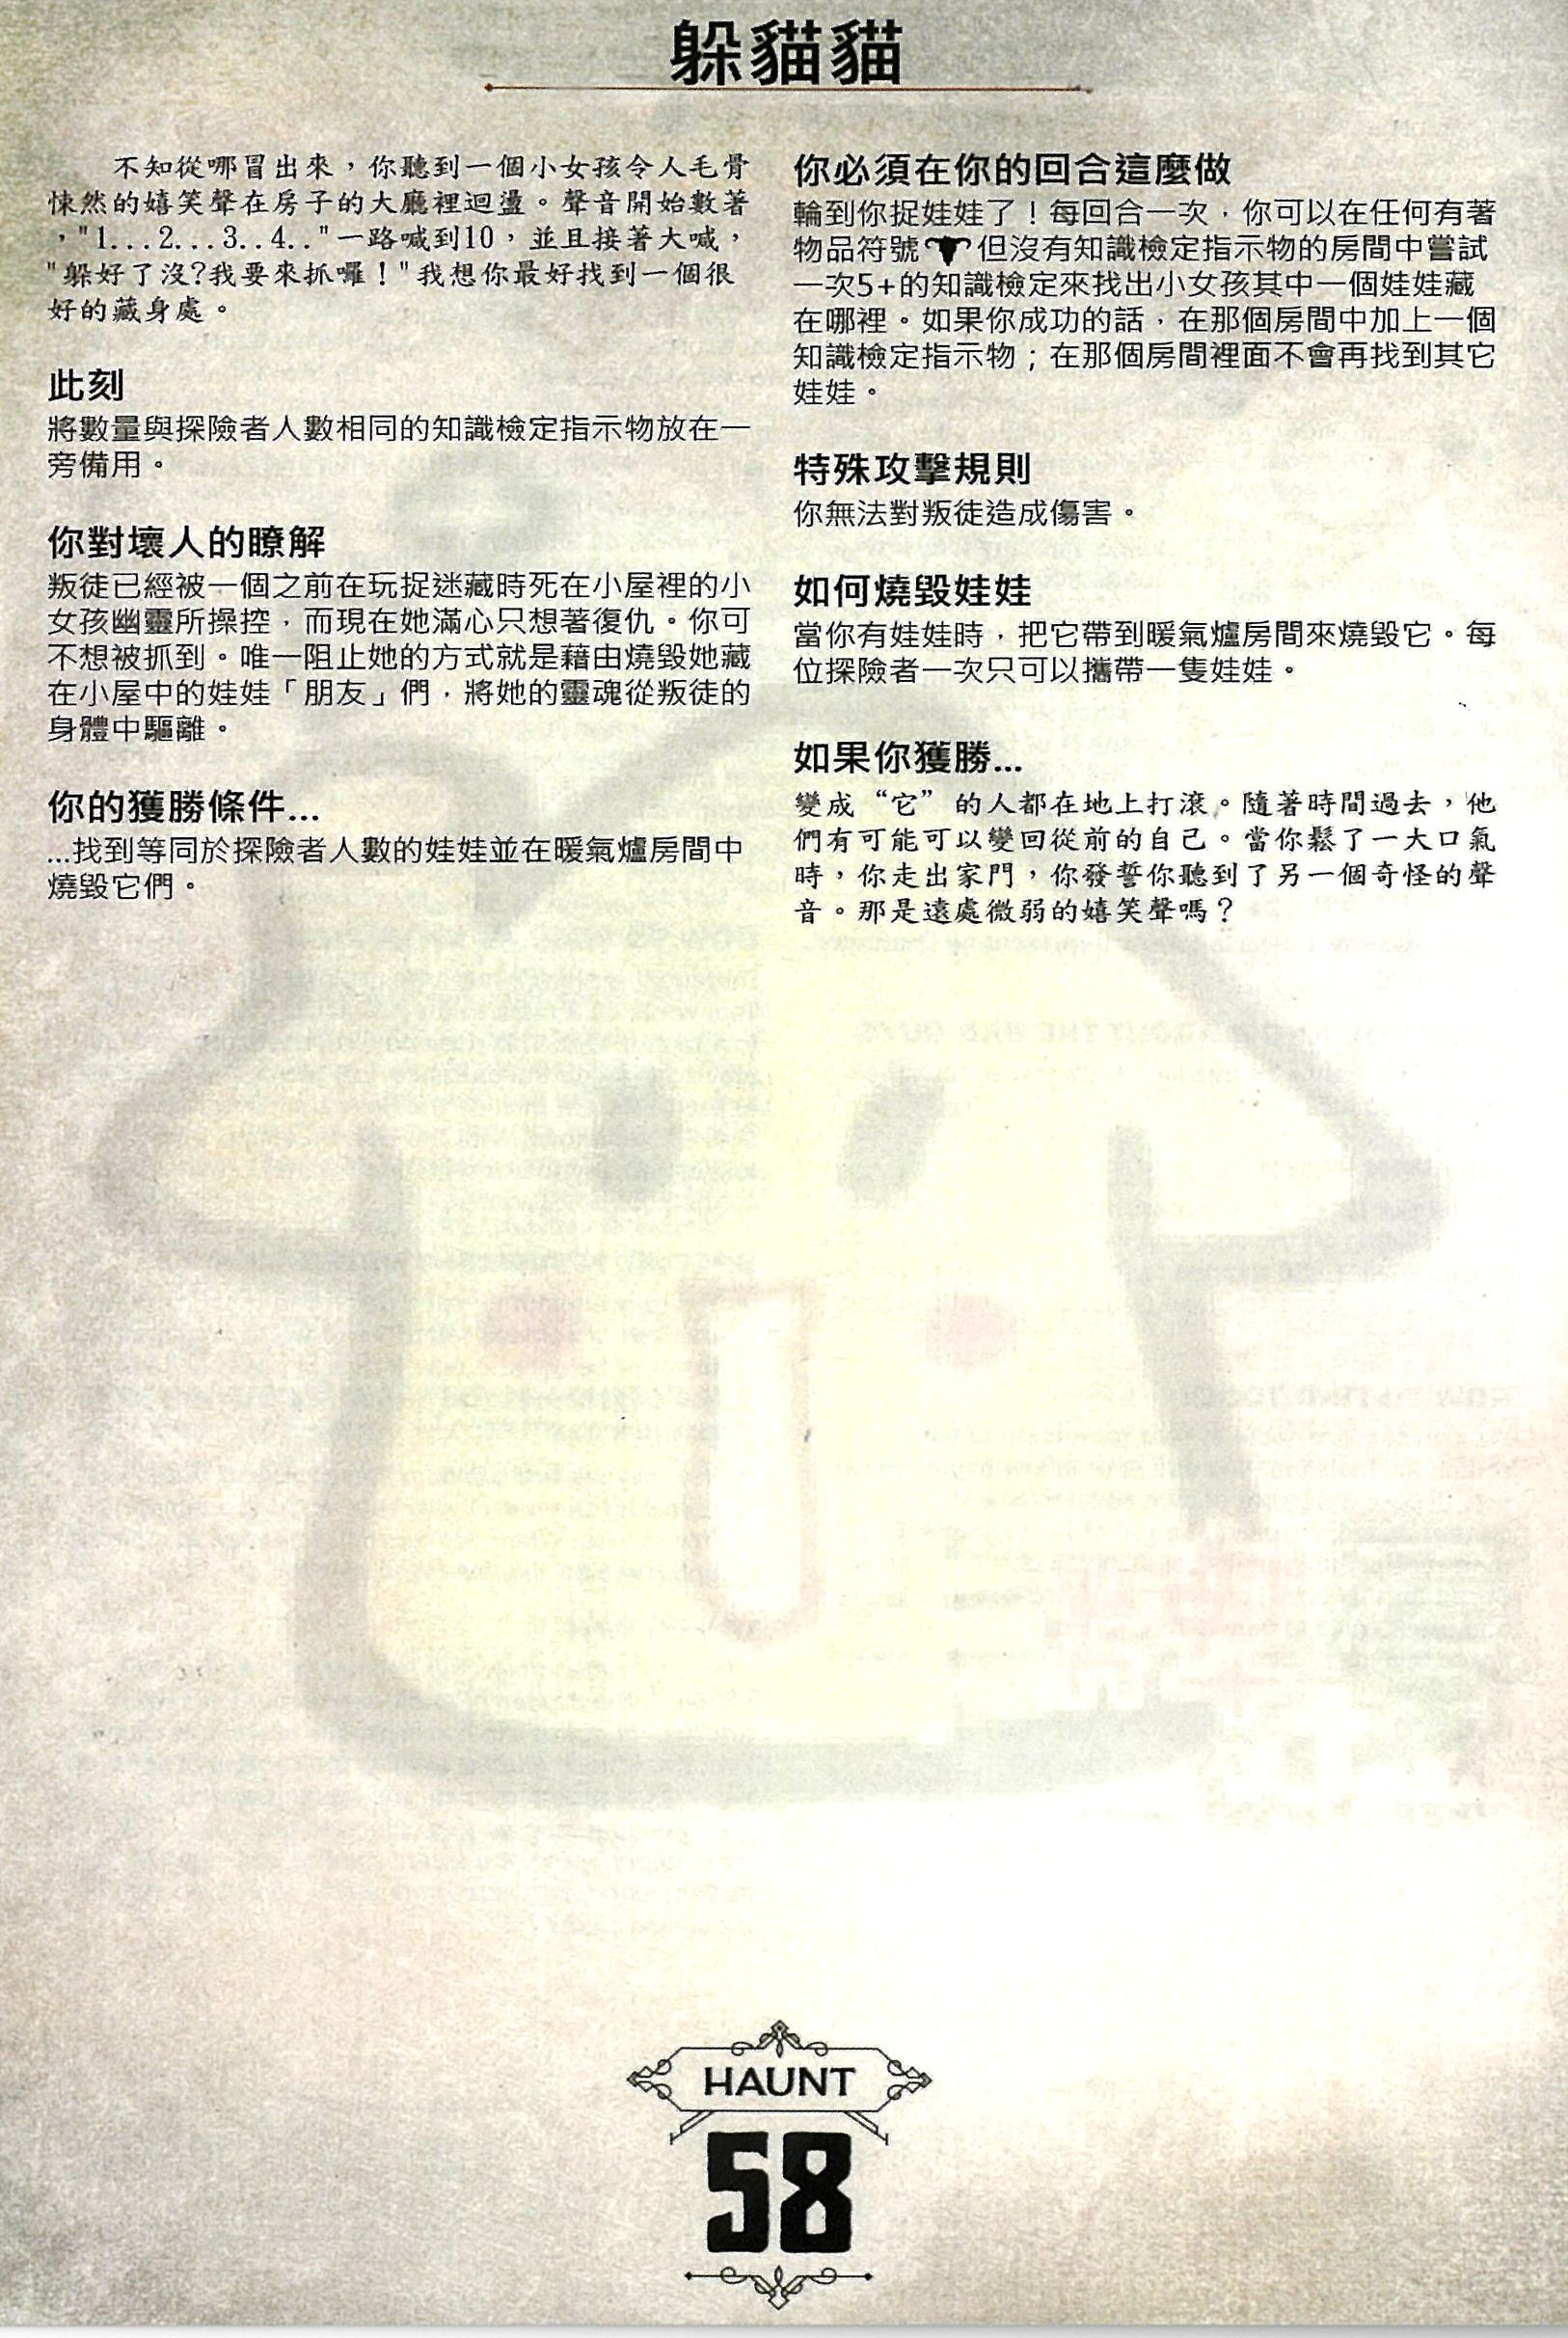 躲貓貓
不知從哪冒出來，你聽到一個小女孩令人毛骨
悚然的嬉笑聲在房子的大廳裡迴盪。聲音開始數著
，"1...2...3..4.."一路喊到10，並且接著大喊，
"躲好了沒?我要來抓囉！"我想你最好找到一個很
好的藏身處。
此刻
將數量與探險者人數相同的知識檢定指示物放在一
旁備用。
你對壞人的瞭解
叛徒已經被一個之前在玩捉迷藏時死在小屋裡的小
女孩幽靈所操控，而現在她滿心只想著復仇。你可
不想被抓到。唯一阻止她的方式就是藉由燒毀她藏
在小屋中的娃娃「朋友」們，將她的靈魂從叛徒的
身體中驅離。
你的獲勝條件...
...找到等同於探險者人數的娃娃並在暖氣爐房間中
燒毀它們。
你必須在你的回合這麼做
輪到你捉娃娃了！每回合一次，你可以在任何有著
物品符號但沒有知識檢定指示物的房間中嘗試
一次5+的知識檢定來找出小女孩其中一個娃娃藏
在哪裡。如果你成功的話，在那個房間中加上一個
知識檢定指示物；在那個房間裡面不會再找到其它
娃娃。
特殊攻擊規則
你無法對叛徒造成傷害。
如何燒毀娃娃
當你有娃娃時，把它帶到暖氣爐房間來燒毀它。每
位探險者一次只可以攜帶一隻娃娃。
如果你獲勝...
變成“它”的人都在地上打滾。隨著時間過去，他
們有可能可以變回從前的自己。當你鬆了一大口氣
時，你走出家門，你發誓你聽到了另一個奇怪的聲
音。那是遠處微弱的嬉笑聲嗎？
HAUNT
58